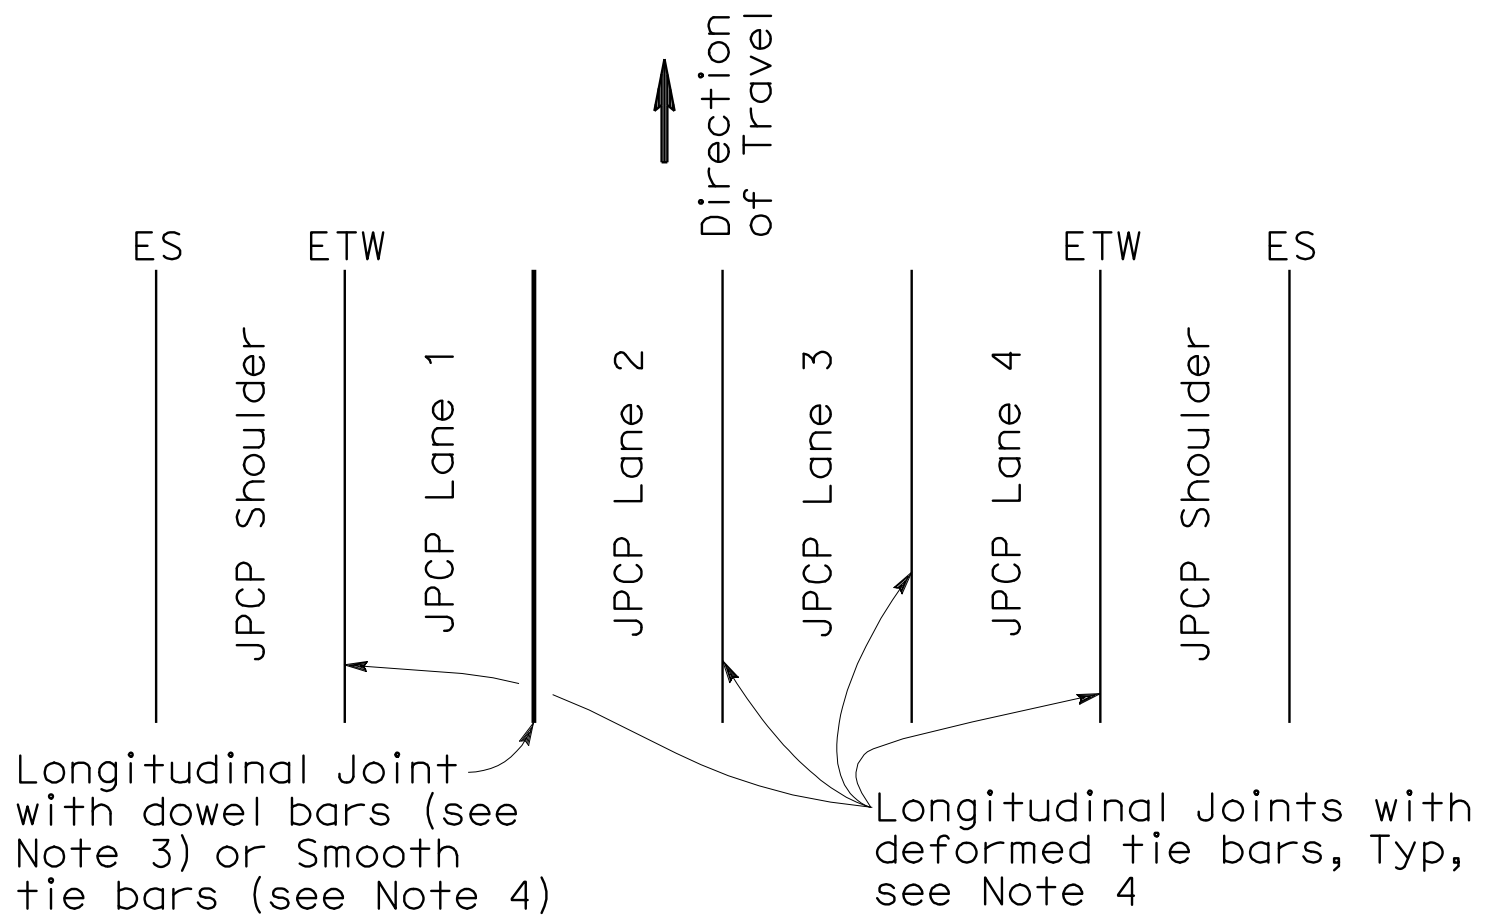 Direction
of Travel
ES
ETW
ETW
ES
JPCP Shoulder
JPCP Lane 1
JPCP Lane 2
JPCP Lane 3
JPCP Lane 4
JPCP Shoulder
Longitudinal Joint
with dowel bars (see
Note 3) or Smooth
tie bars (see Note 4)
Longitudinal Joints with
deformed tie bars, Typ,
see Note 4